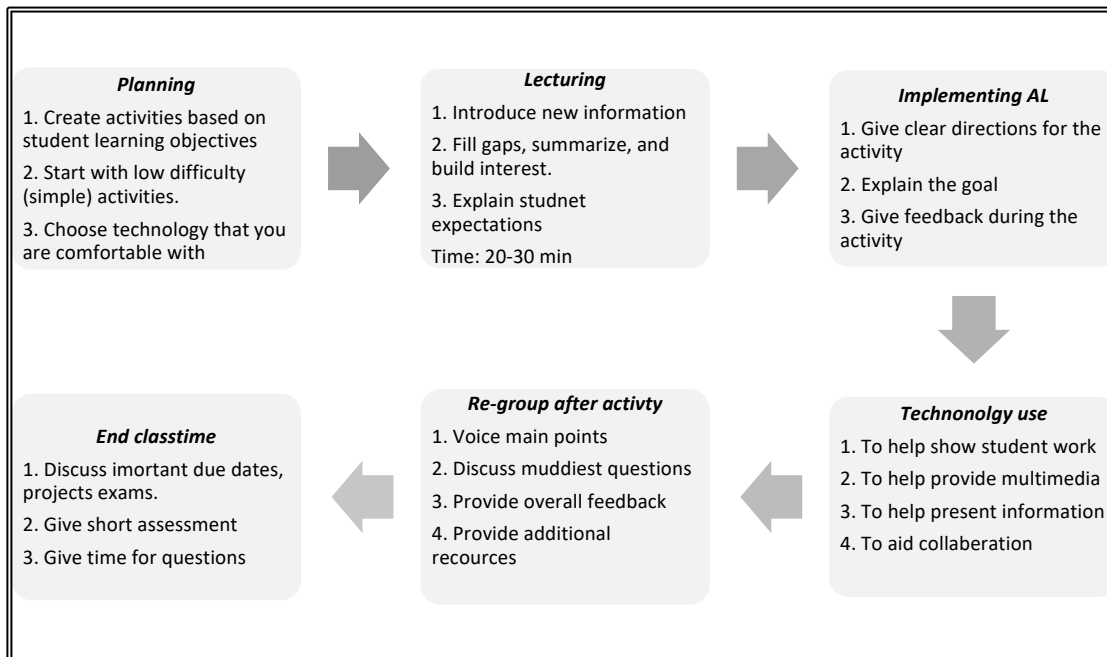 Planning
1. Create activities based on
student learning objectives
2. Start with low difficulty
(simple) activities.
3. Choose technology that you
are comfortable with
Lecturing
1. Introduce new information
2. Fill gaps, summarize, and
build interest.
3. Explain studnet
expectations
Time: 20-30 min
Implementing AL
1. Give clear directions for the
activity
2. Explain the goal
3. Give feedback during the
activity
Technonolgy use
1. To help show student work
2. To help provide multimedia
3. To help present information
4. To aid collaberation
Re-group after activty
1. Voice main points
2. Discuss muddiest questions
3. Provide overall feedback
4. Provide additional
recources
End classtime
1. Discuss imortant due dates,
projects exams.
2. Give short assessment
3. Give time for questions